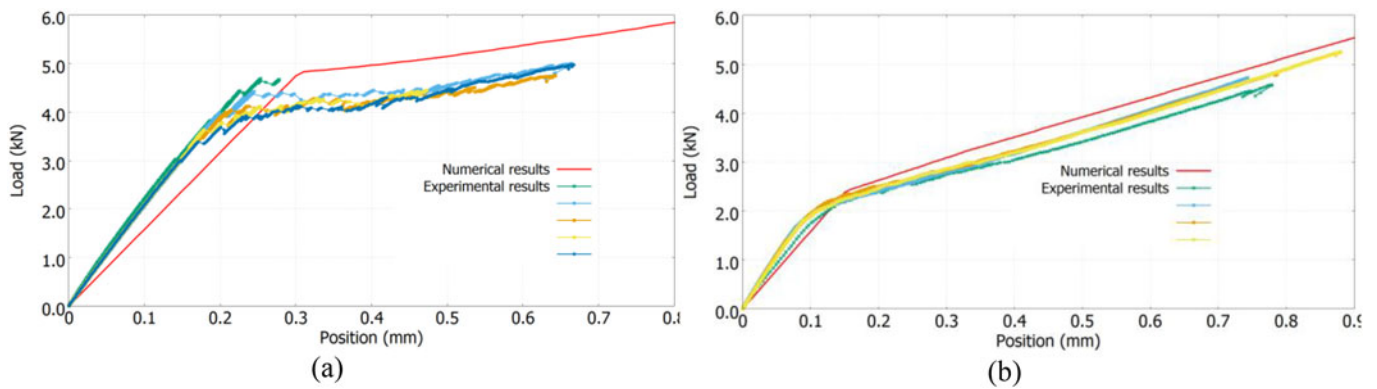 6.0
5.0
4.0
3.0
2.0
1.0
0.0
Load (kN)
Numerical results
Experimental results
0 0.1 0.2 0.3 0.4 0.5 0.6 0.7
Position (mm)
(a)
6.0
5.0
4.0
3.0
2.0
1.0
0.0
Load (kN)
Numerical results
Experimental results
0 0.1 0.2 0.3 0.4 0.5 0.6 0.7 0.8
Position (mm)
(b)